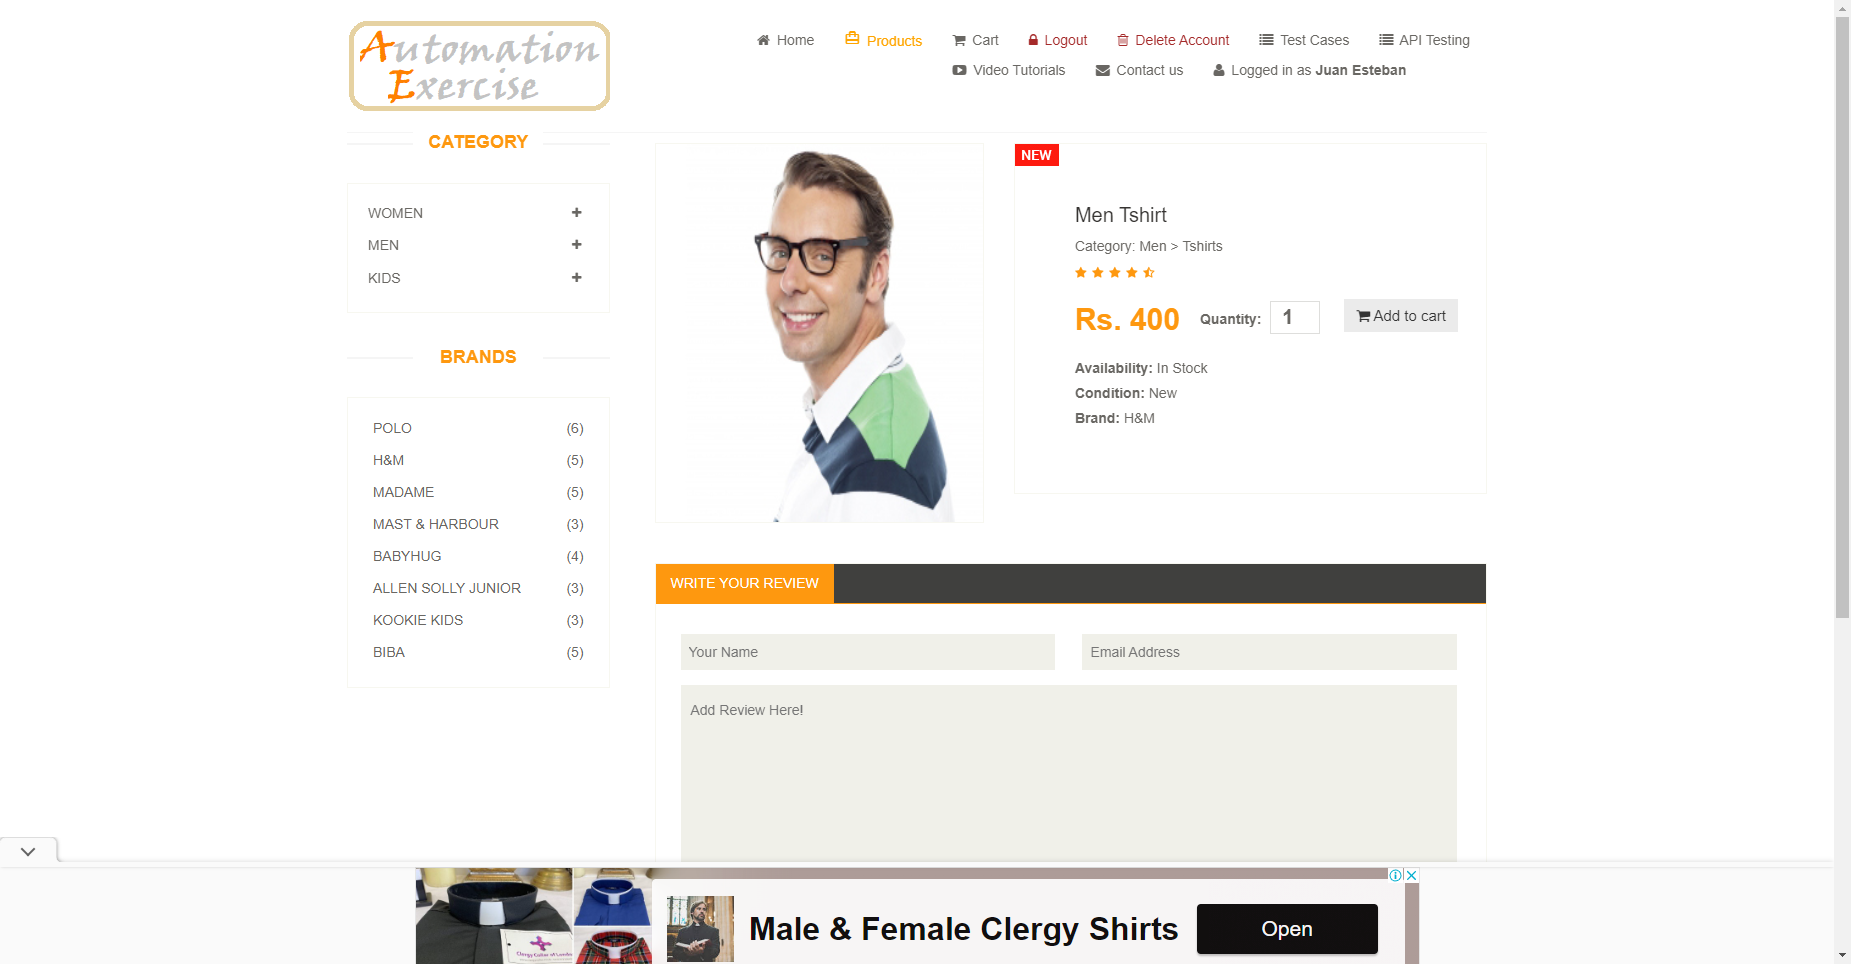 Automation
Exercise
Home
Products
Cart
Logout
Delete Account
Test Cases
API Testing
Video Tutorials
Contact us
Logged in as Juan Esteban
CATEGORY
WOMEN
MEN
KIDS
BRANDS
POLO (6)
H&M (5)
MADAME (5)
MAST & HARBOUR (3)
BABYHUG (4)
ALLEN SOLLY JUNIOR (3)
KOOKIE KIDS (3)
BIBA (5)
NEW
Men Tshirt
Category: Men > Tshirts
Rs. 400 Quantity: 1 Add to cart
Availability: In Stock
Condition: New
Brand: H&M
WRITE YOUR REVIEW
Your Name
Email Address
Add Review Here!
Clergy Collar of London
Male & Female Clergy Shirts
Open